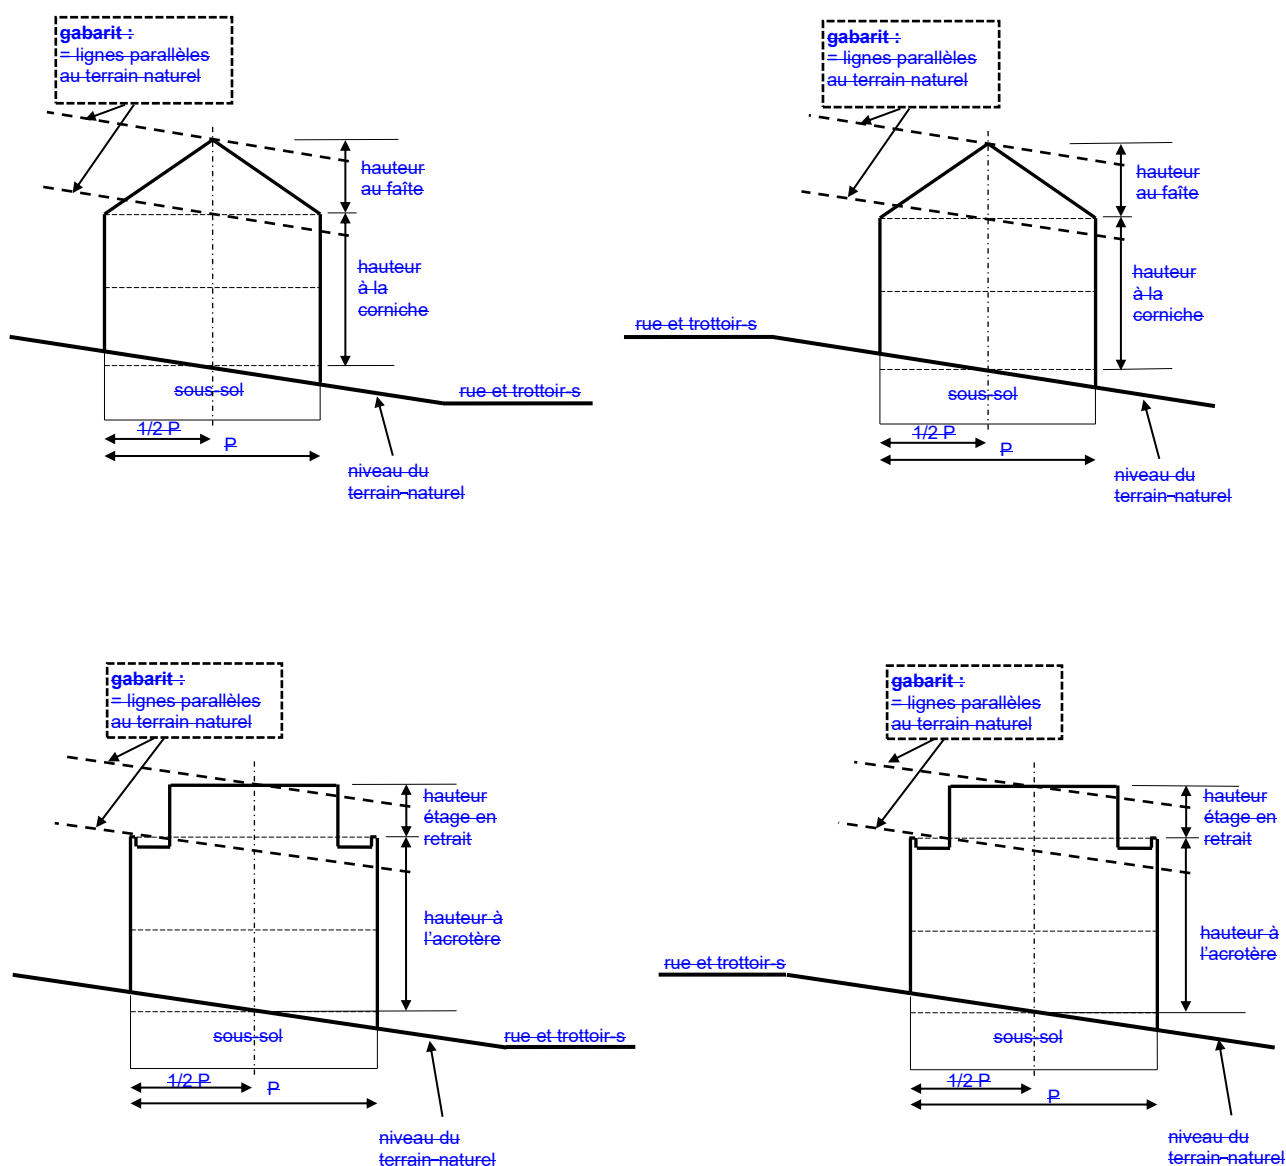 gabarit :
= lignes parallèles
au terrain naturel
hauteur
au faîte
hauteur
à la
corniche
sous-sol
rue et trottoir-s
1/2 P
P
niveau du
terrain naturel
gabarit :
= lignes parallèles
au terrain naturel
hauteur
au faîte
hauteur
à la
corniche
rue et trottoir-s
sous-sol
1/2 P
P
niveau du
terrain naturel
gabarit :
= lignes parallèles
au terrain naturel
hauteur
étage en
retrait
hauteur à
l'acrotère
sous-sol
rue et trottoir-s
1/2 P
P
niveau du
terrain naturel
gabarit :
= lignes parallèles
au terrain naturel
hauteur
étage en
retrait
hauteur à
l'acrotère
rue et trottoir-s
sous-sol
1/2 P
P
niveau du
terrain naturel